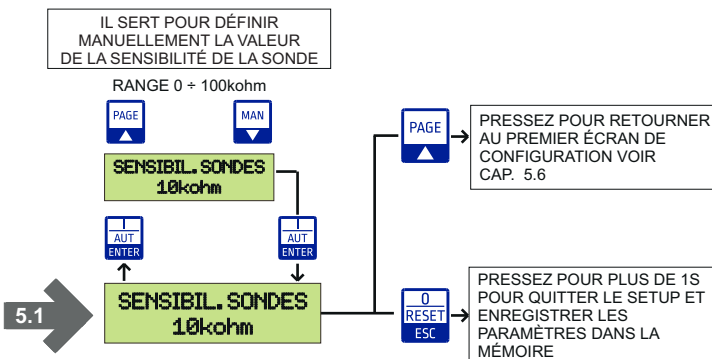 IL SERT POUR DÉFINIR
MANUELLEMENT LA VALEUR
DE LA SENSIBILITÉ DE LA SONDE
RANGE 0 ÷ 100kohm
PAGE
MAN
SENSIBIL.SONDES
10kohm
I
AUT
ENTER
I
AUT
ENTER
5.1
SENSIBIL.SONDES
10kohm
PAGE
PRESSEZ POUR RETOURNER
AU PREMIER ÉCRAN DE
CONFIGURATION VOIR
CAP. 5.6
0
RESET
ESC
PRESSEZ POUR PLUS DE 1S
POUR QUITTER LE SETUP ET
ENREGISTRER LES
PARAMÈTRES DANS LA
MÉMOIRE